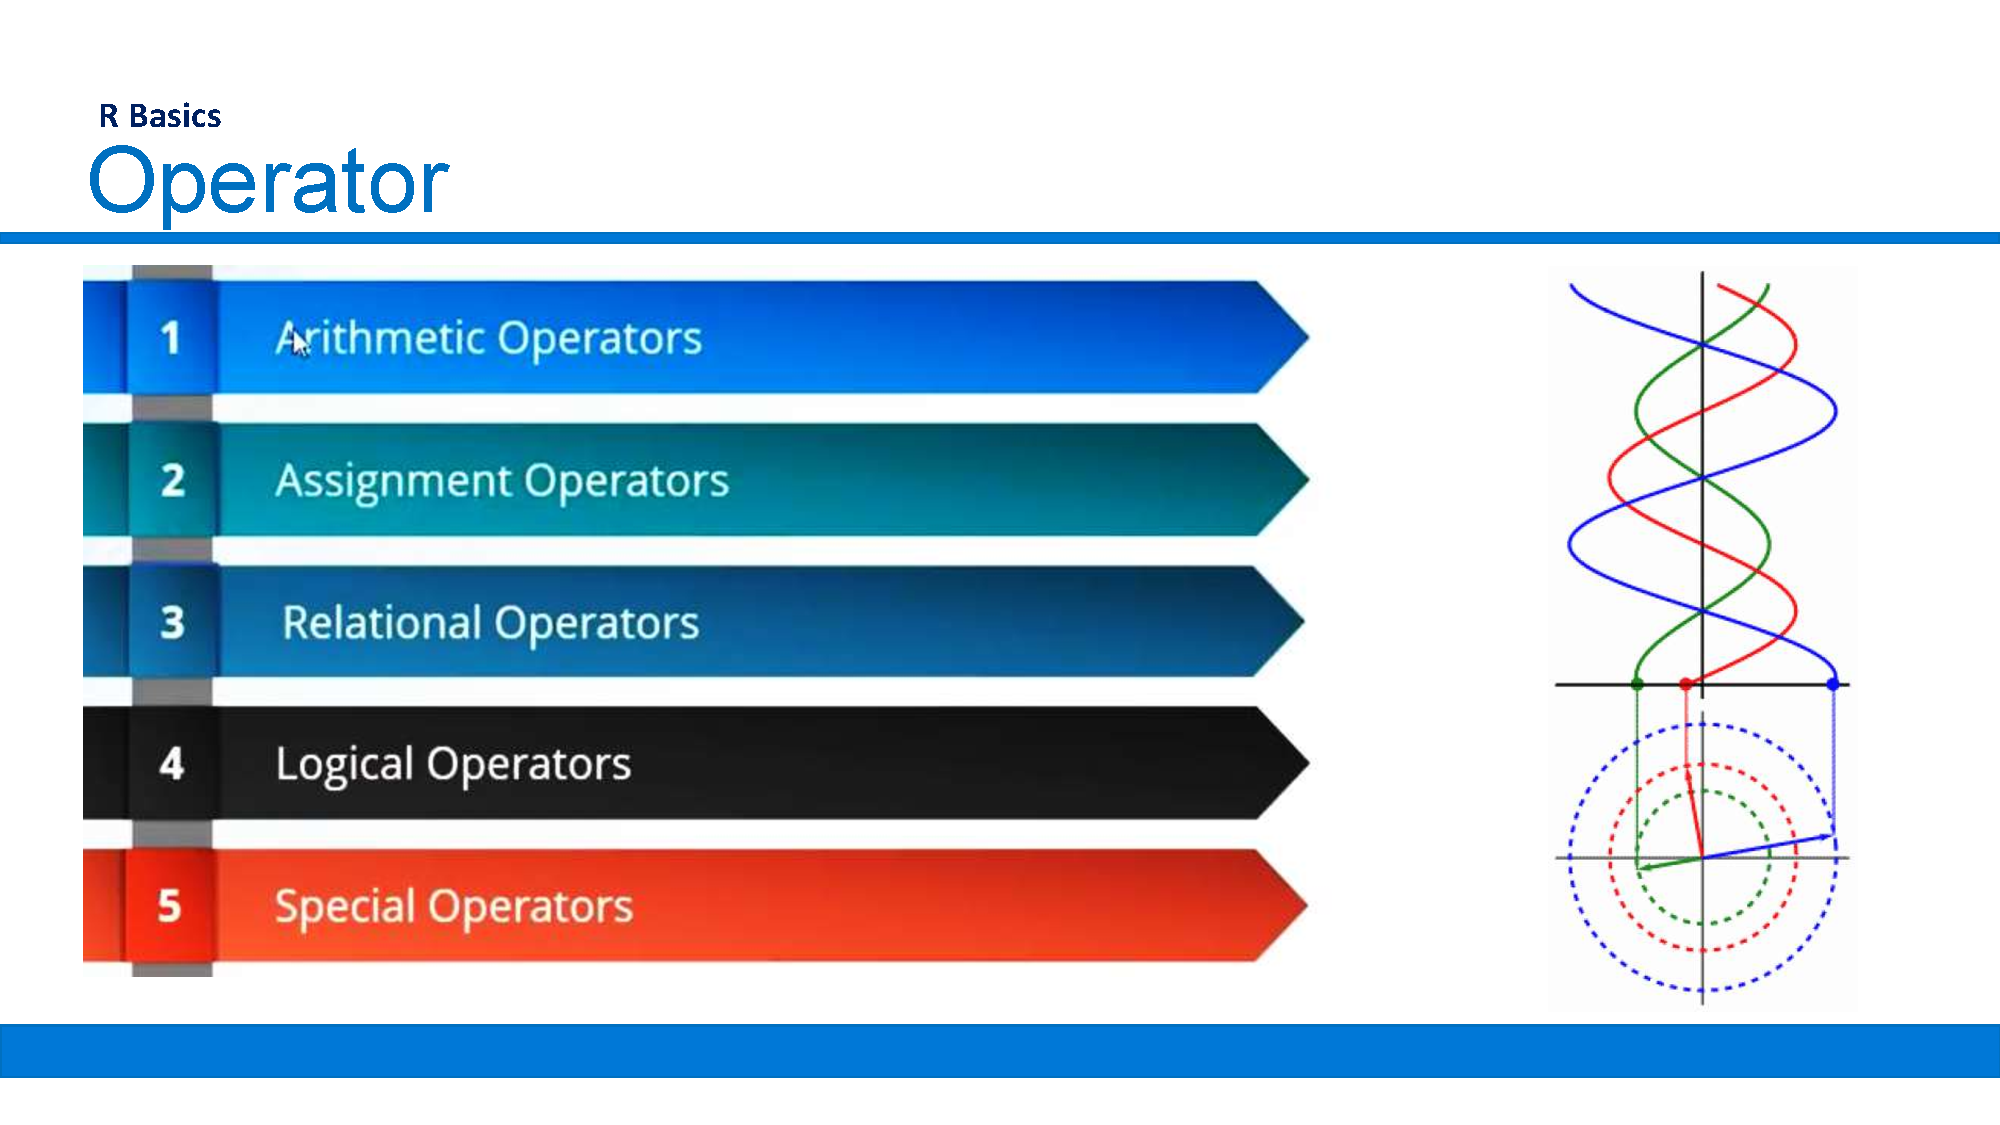 R Basics
Operator
1 Arithmetic Operators
2 Assignment Operators
3 Relational Operators
4 Logical Operators
5 Special Operators